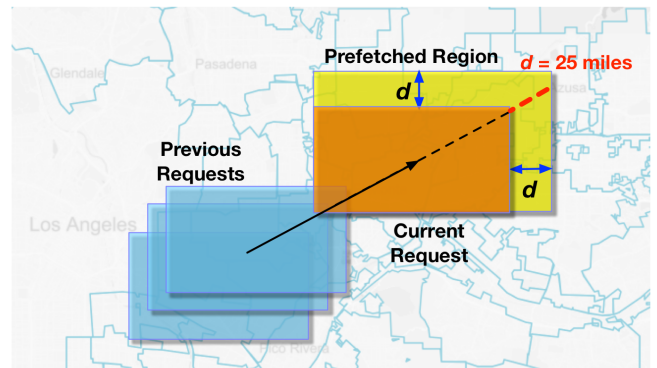 Prefetched Region
d = 25 miles
Pasadena
Glendale
d
Azusa
Previous
Requests
d
Los Angeles
Current
Request
Pico Rivera